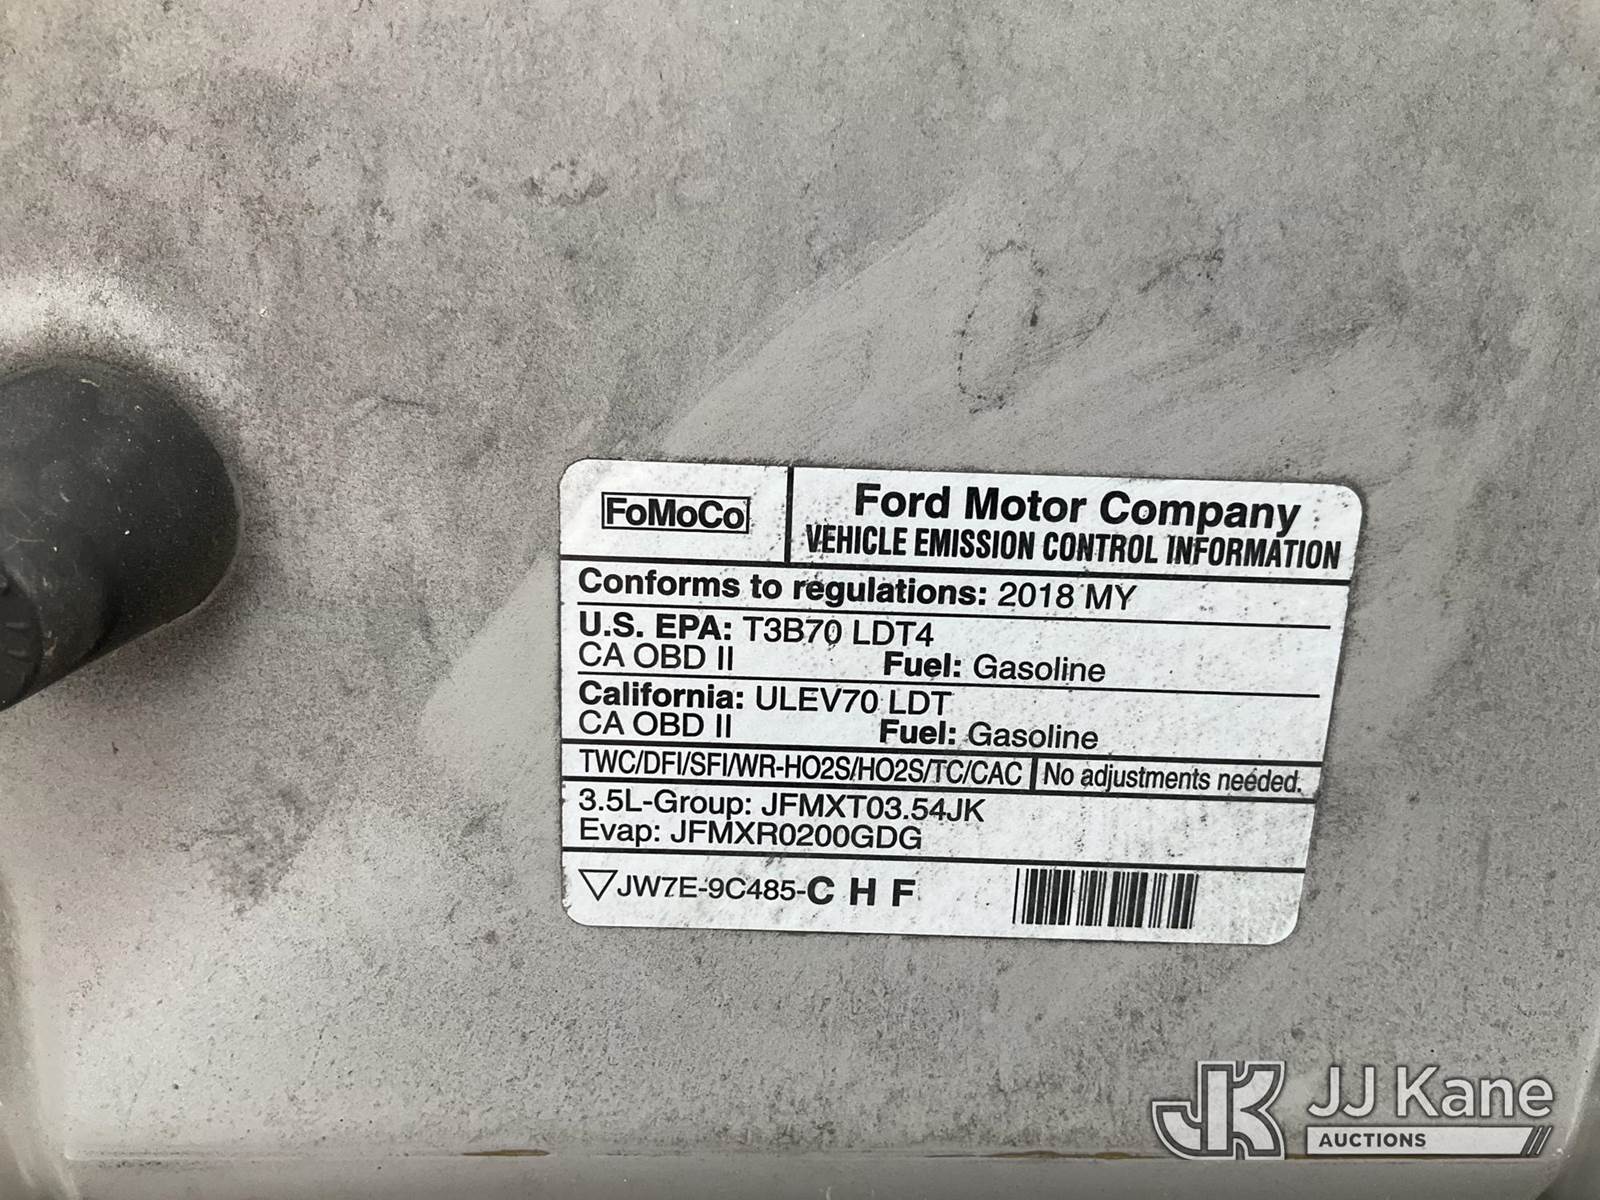 FoMoCo
Ford Motor Company
VEHICLE EMISSION CONTROL INFORMATION
Conforms to regulations: 2018 MY
U.S. EPA: T3B70 LDT4
CA OBD II Fuel: Gasoline
California: ULEV70 LDT
CA OBD II Fuel: Gasoline
TWC/DFI/SFI/WR-HO2S/HO2S/TC/CAC No adjustments needed.
3.5L-Group: JFMXT03.54JK
Evap: JFMXR0200GDG
JW7E-9C485-C H F
JK JJ Kane
AUCTIONS